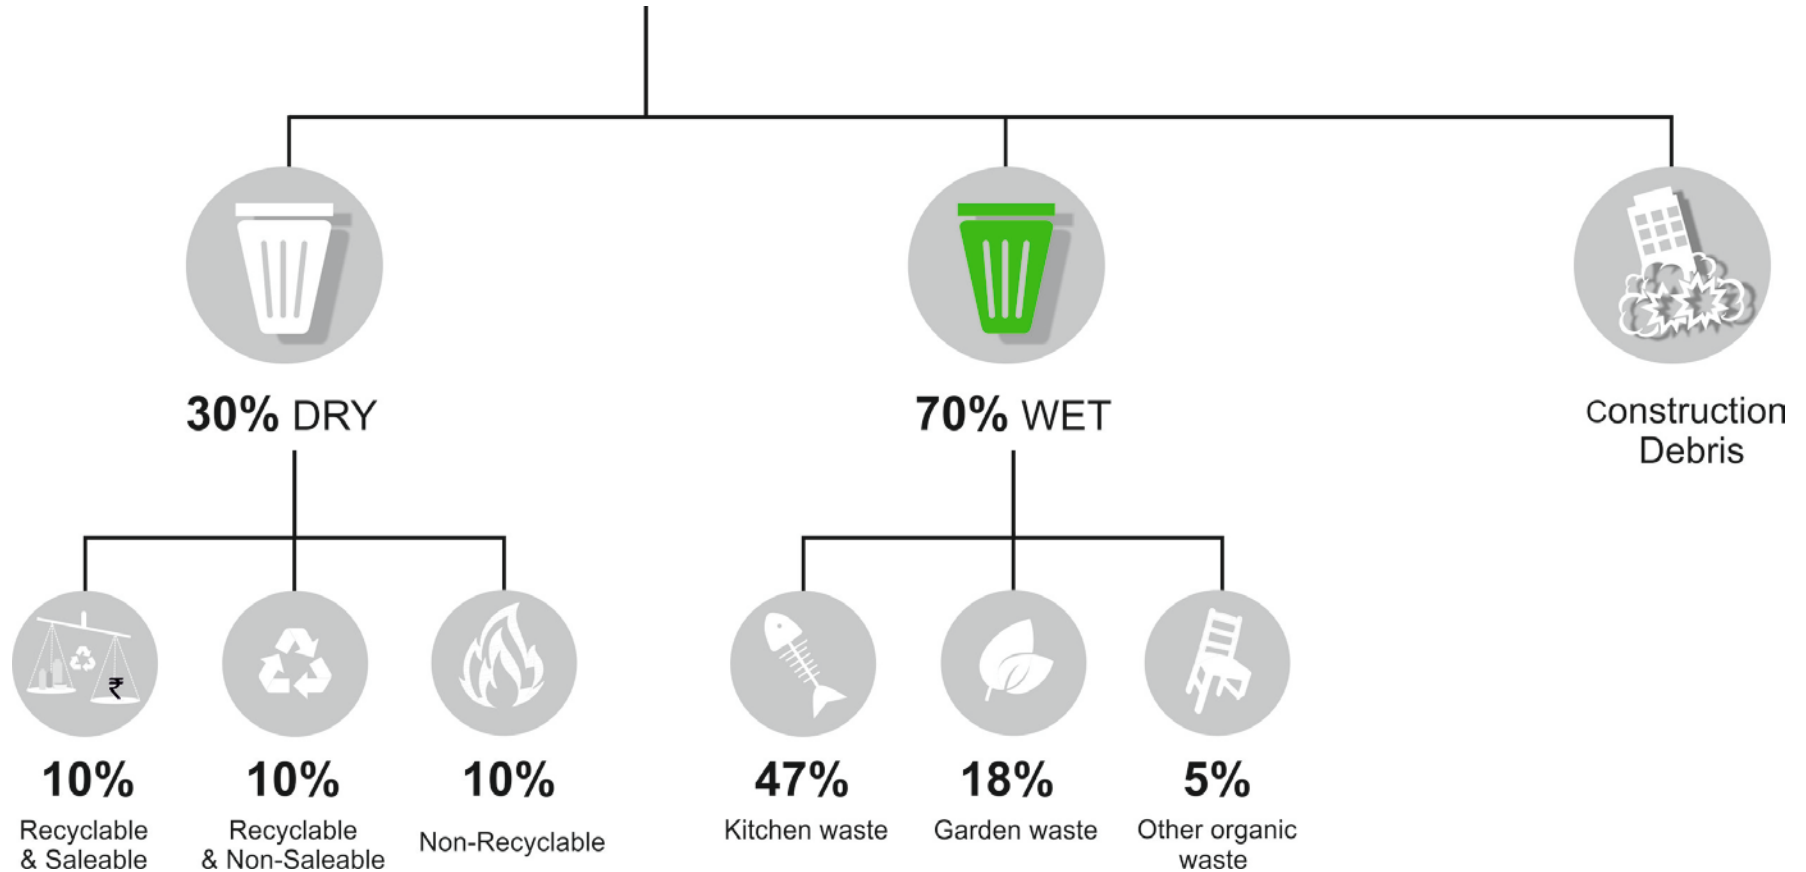 30% DRY
70% WET
Construction
Debris
₹
10%
Recyclable
& Saleable
10%
Recyclable
& Non-Saleable
10%
Non-Recyclable
47%
Kitchen waste
18%
Garden waste
5%
Other organic
waste